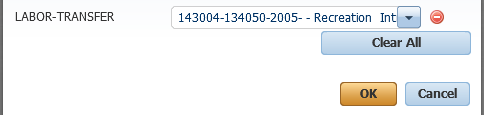 LABOR-TRANSFER 143004-134050-2005- - Recreation Int
Clear All
OK Cancel